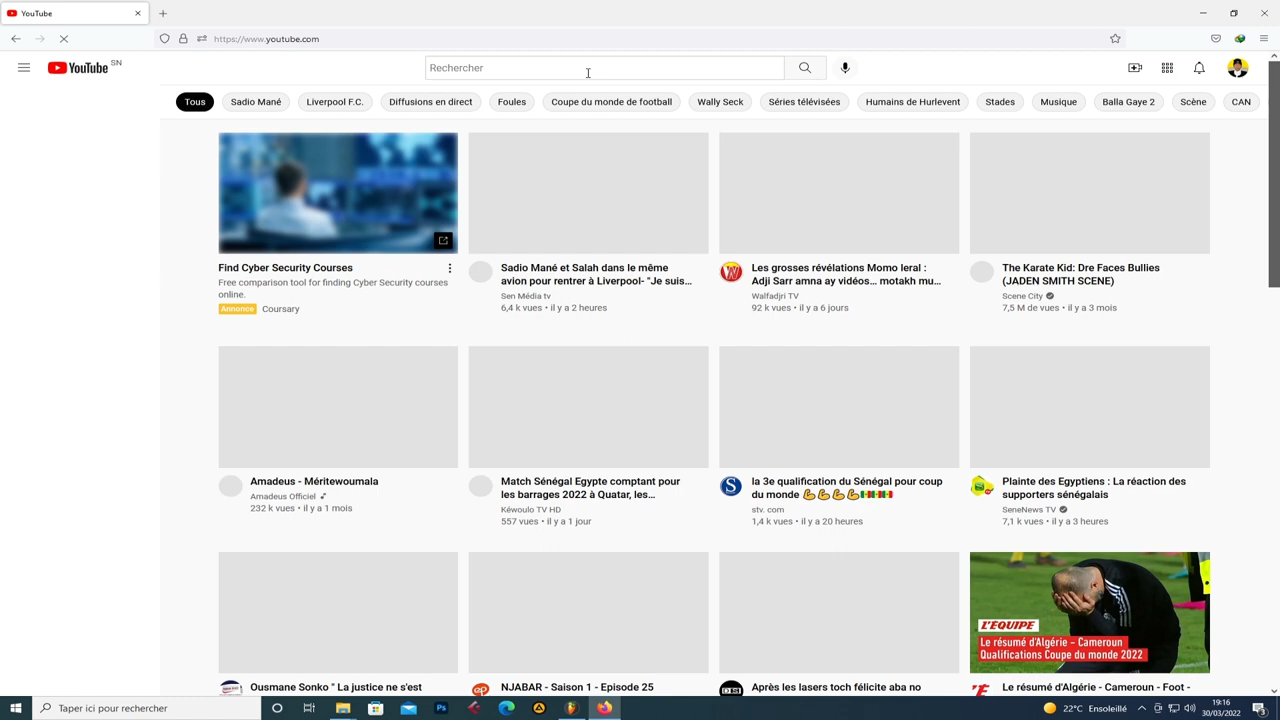 YouTube
https://www.youtube.com
YouTube SN
Rechercher
Tous
Sadio Mané
Liverpool F.C.
Diffusions en direct
Foules
Coupe du monde de football
Wally Seck
Séries télévisées
Humains de Hurlevent
Stades
Musique
Balla Gaye 2
Scène
CAN
Find Cyber Security Courses
Free comparison tool for finding Cyber Security courses
online.
Annonce Coursary
Sadio Mané et Salah dans le même
avion pour rentrer à Liverpool- "Je suis...
Sen Média tv
6,4 k vues • il y a 2 heures
Les grosses révélations Momo leral :
Adji Sarr amna ay vidéos... motakh mu...
Walfadjri TV
92 k vues • il y a 6 jours
The Karate Kid: Dre Faces Bullies
(JADEN SMITH SCENE)
Scene City
7,5 M de vues • il y a 3 mois
Amadeus - Méritewoumala
Amadeus Officiel
232 k vues • il y a 1 mois
Match Sénégal Egypte comptant pour
les barrages 2022 à Quatar, les...
Kéwoulo TV HD
557 vues • il y a 1 jour
la 3e qualification du Sénégal pour coup
du monde 💪💪💪💪🇸🇳🇸🇳🇸🇳
stv. com
1,4 k vues • il y a 20 heures
Plainte des Egyptiens : La réaction des
supporters sénégalais
SeneNews TV
7,1 k vues • il y a 3 heures
L'ÉQUIPE
Le résumé d'Algérie - Cameroun
Qualifications Coupe du monde 2022
Ousmane Sonko " La justice ne s'est
NJABAR - Saison 1 - Episode 25
Après les lasers toch félicite aba no
Le résumé d'Algérie - Cameroun - Foot -
Taper ici pour rechercher
22°C Ensoleillé
19:16
30/03/2022